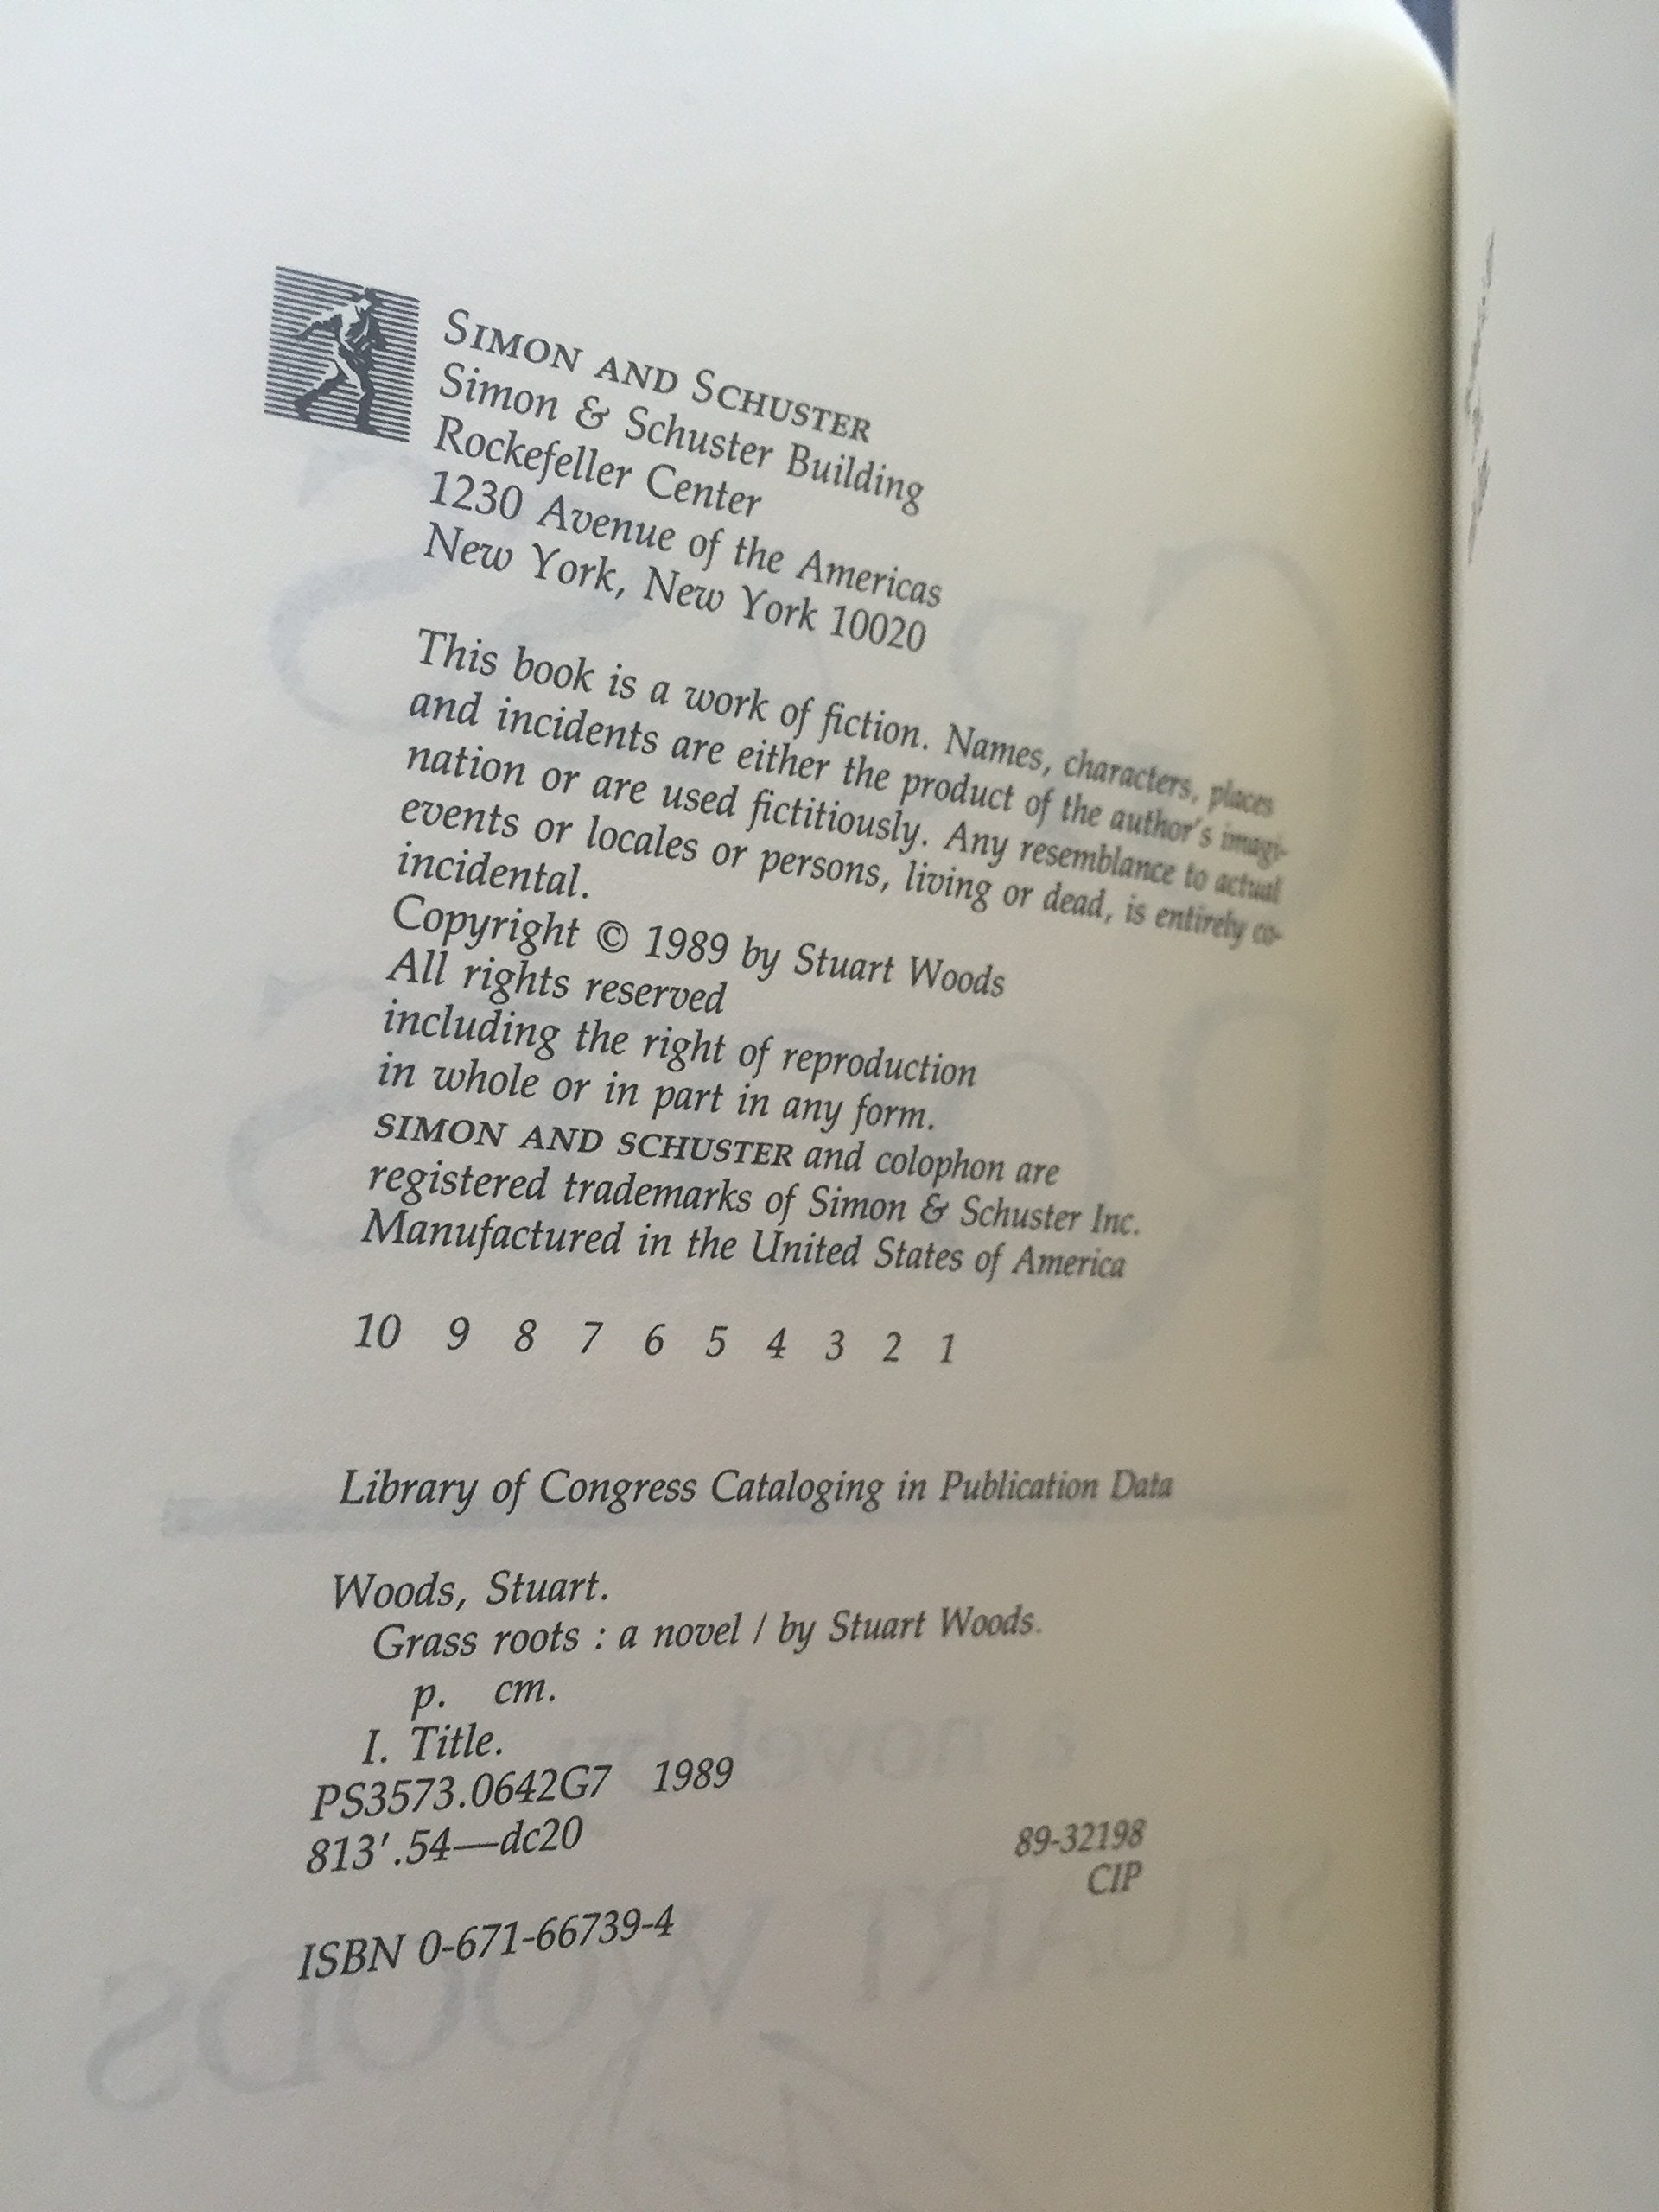 SIMON AND SCHUSTER
Simon & Schuster Building
Rockefeller Center
1230 Avenue of the Americas
New York, New York 10020
This book is a work of fiction. Names, characters, places
and incidents are either the product of the author's imagi-
nation or are used fictitiously. Any resemblance to actual
events or locales or persons, living or dead, is entirely co-
incidental.
Copyright © 1989 by Stuart Woods
All rights reserved
including the right of reproduction
in whole or in part in any form.
SIMON AND SCHUSTER and colophon are
registered trademarks of Simon & Schuster Inc.
Manufactured in the United States of America
10 9 8 7 6 5 4 3 2 1
Library of Congress Cataloging in Publication Data
Woods, Stuart.
Grass roots : a novel / by Stuart Woods.
p. cm.
I. Title.
PS3573.0642G7 1989
813'.54—dc20
89-32198
CIP
ISBN 0-671-66739-4